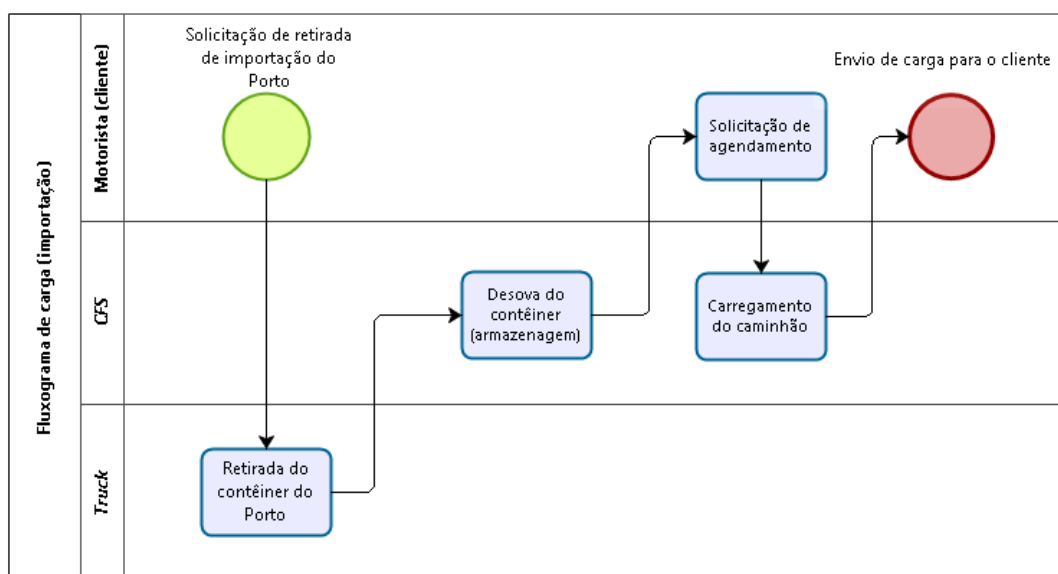 Fluxograma de carga (importação)
Motorista (cliente)
Solicitação de retirada
de importação do
Porto
Solicitação de
agendamento
Envio de carga para o cliente
CFS
Desova do
contêiner
(armazenagem)
Carregamento
do caminhão
Truck
Retirada do
contêiner do
Porto